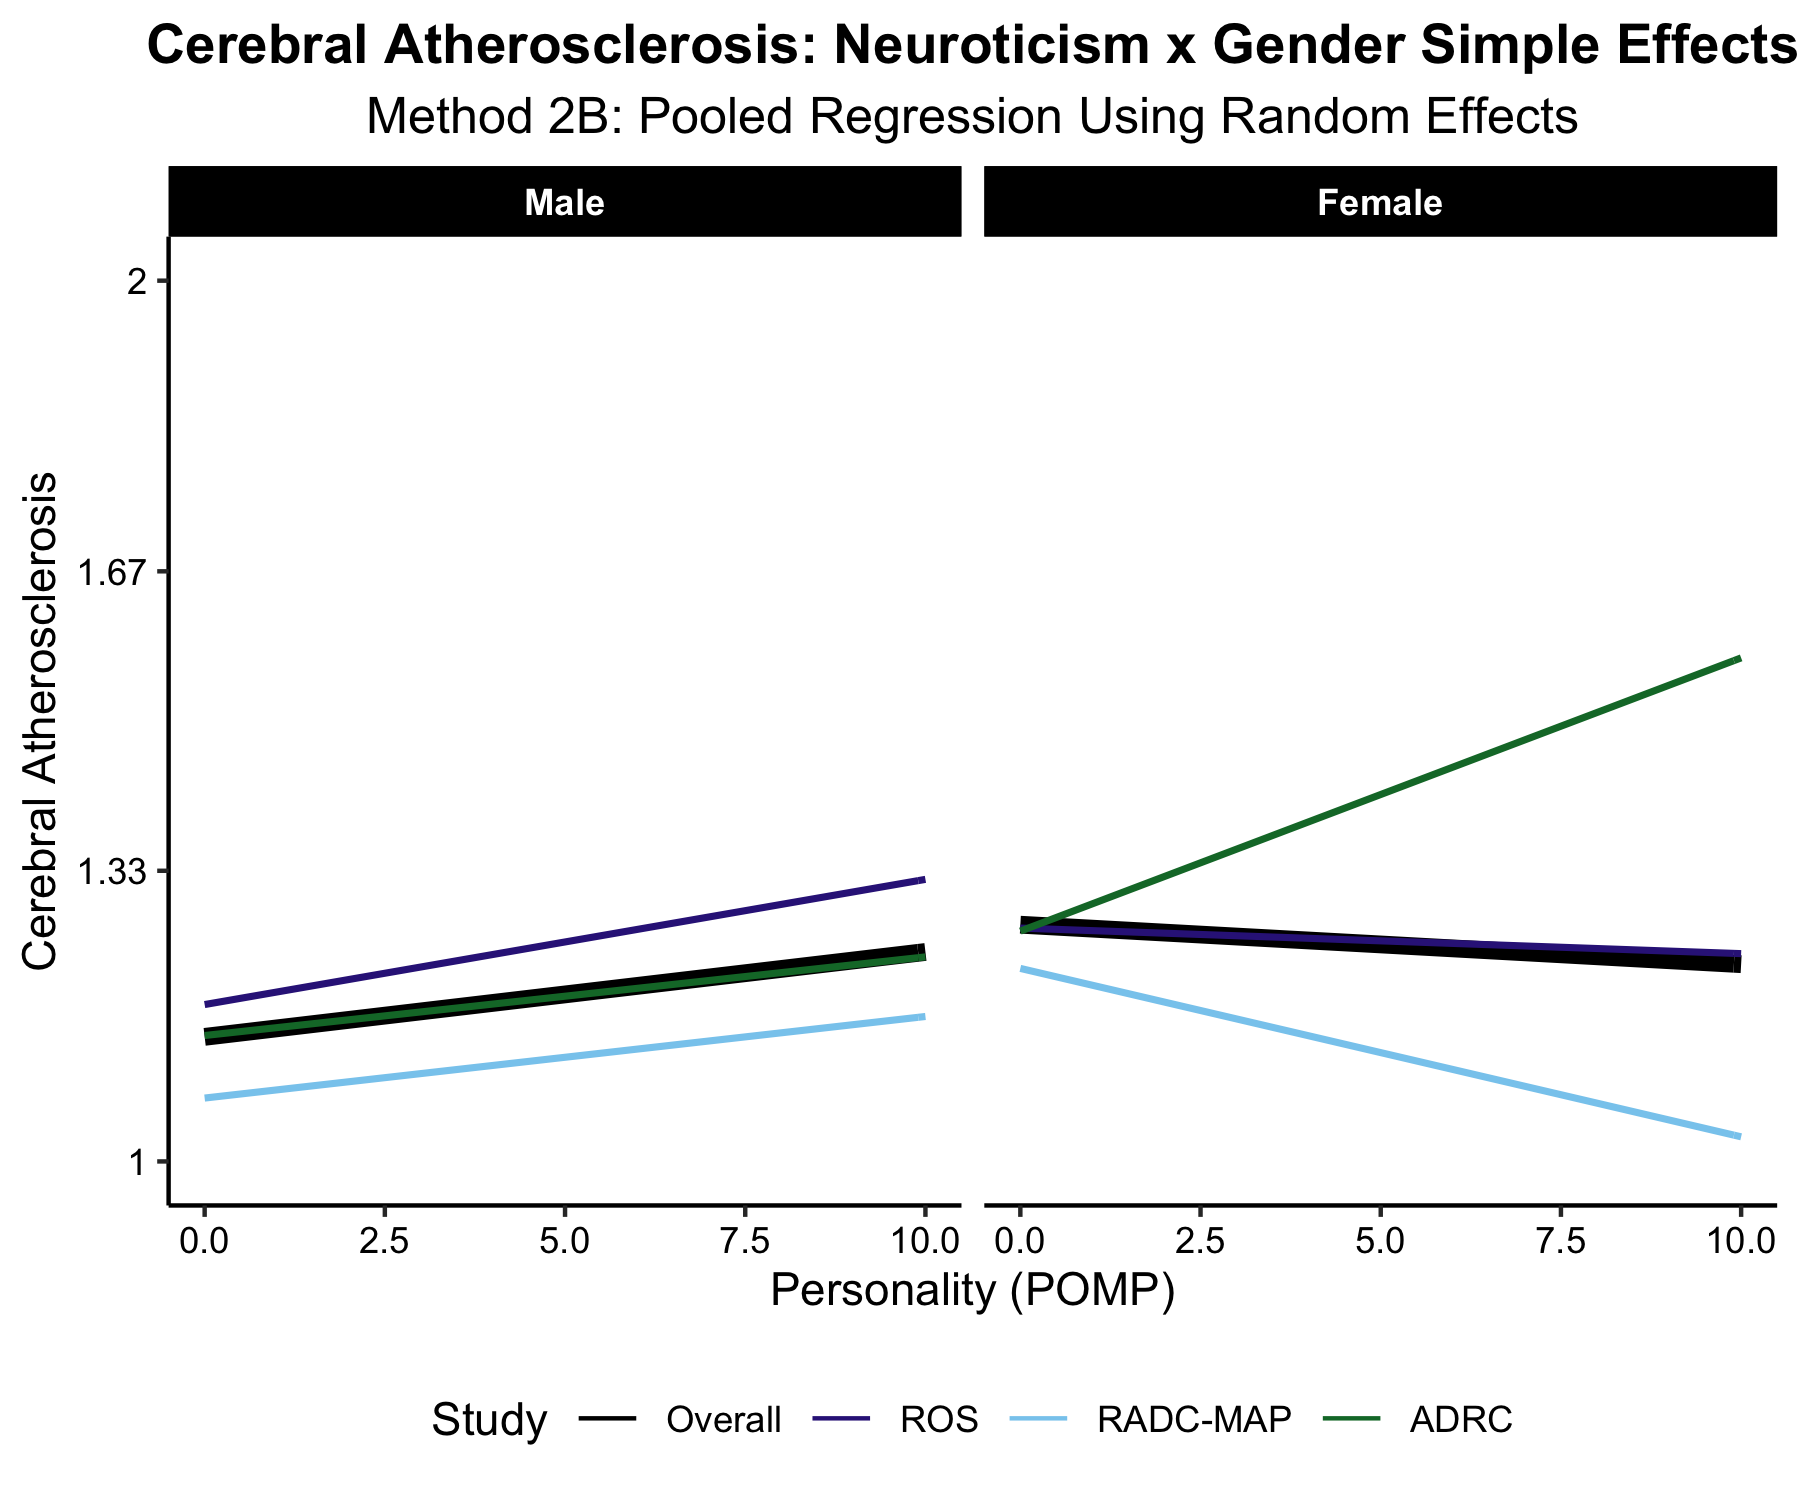 Cerebral Atherosclerosis: Neuroticism x Gender Simple Effects
Method 2B: Pooled Regression Using Random Effects
Male Female
2
1.67
1.33
1
Cerebral Atherosclerosis
0.0 2.5 5.0 7.5 10.0 0.0 2.5 5.0 7.5 10.0
Personality (POMP)
Study Overall ROS RADC-MAP ADRC